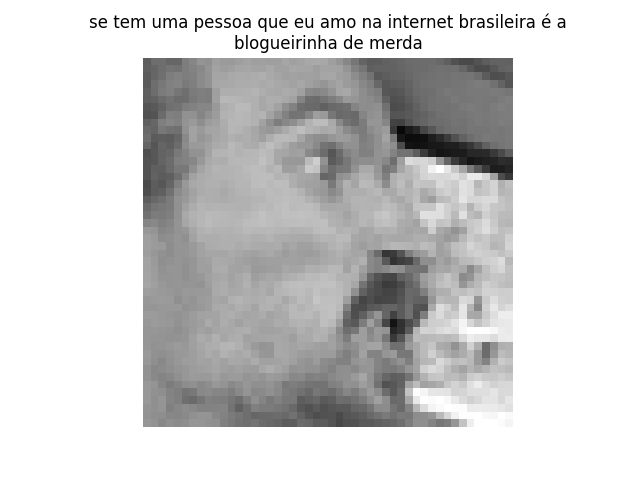 se tem uma pessoa que eu amo na internet brasileira é a
blogueirinha de merda